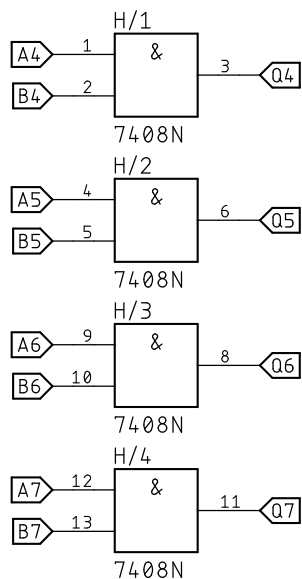 H/1
A4 1 & 3 Q4
B4 2
7408N
H/2
A5 4 & 6 Q5
B5 5
7408N
H/3
A6 9 & 8 Q6
B6 10
7408N
H/4
A7 12 & 11 Q7
B7 13
7408N